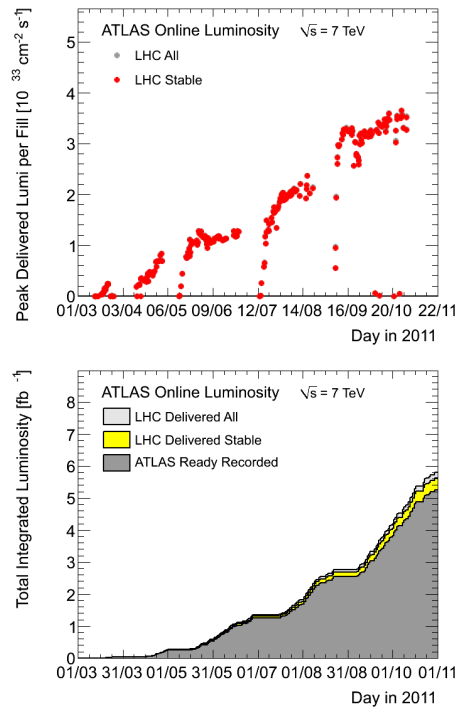 ATLAS Online Luminosity √s = 7 TeV
LHC All
LHC Stable
Peak Delivered Lumi per Fill [10 33 cm-2 s-1]
5
4
3
2
1
0
01/03 03/04 06/05 09/06 12/07 14/08 16/09 20/10 22/11
Day in 2011
ATLAS Online Luminosity √s = 7 TeV
LHC Delivered All
LHC Delivered Stable
ATLAS Ready Recorded
Total Integrated Luminosity [fb -1]
8
7
6
5
4
3
2
1
0
01/03 31/03 01/05 31/05 01/07 01/08 31/08 01/10 01/11
Day in 2011